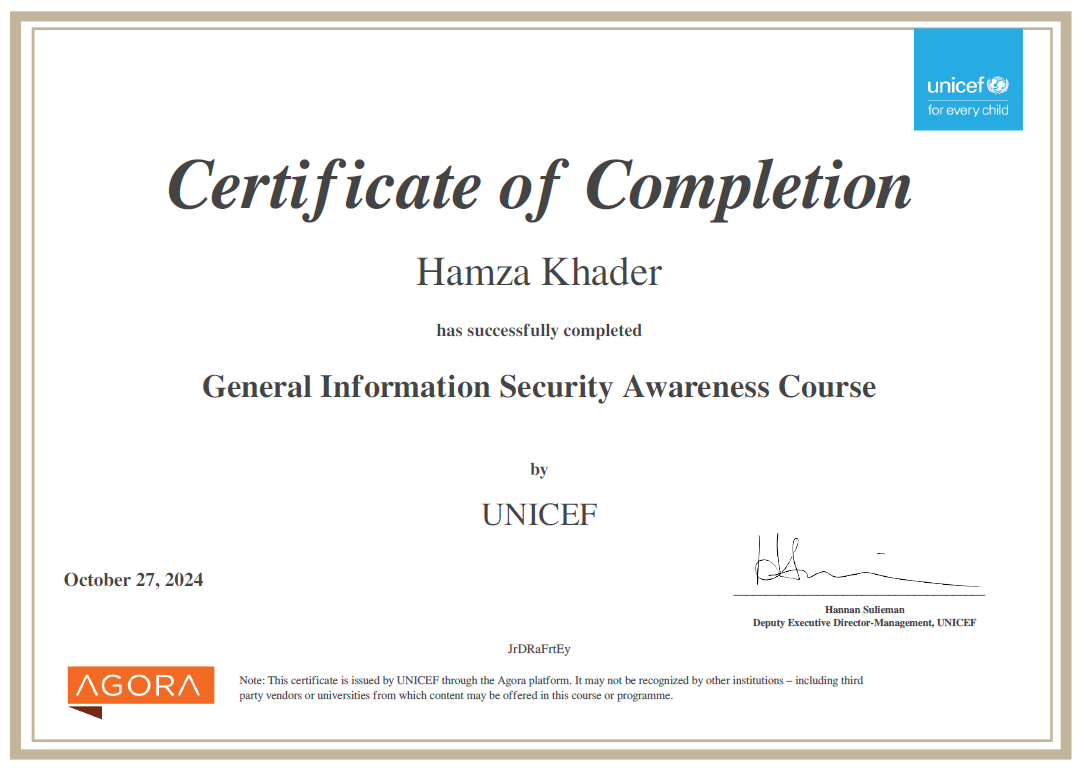 unicef
for every child
Certificate of Completion
Hamza Khader
has successfully completed
General Information Security Awareness Course
by
UNICEF
October 27, 2024
Hannan Sulieman
Deputy Executive Director-Management, UNICEF
JrDRaFrtEy
AGORA
Note: This certificate is issued by UNICEF through the Agora platform. It may not be recognized by other institutions – including third
party vendors or universities from which content may be offered in this course or programme.